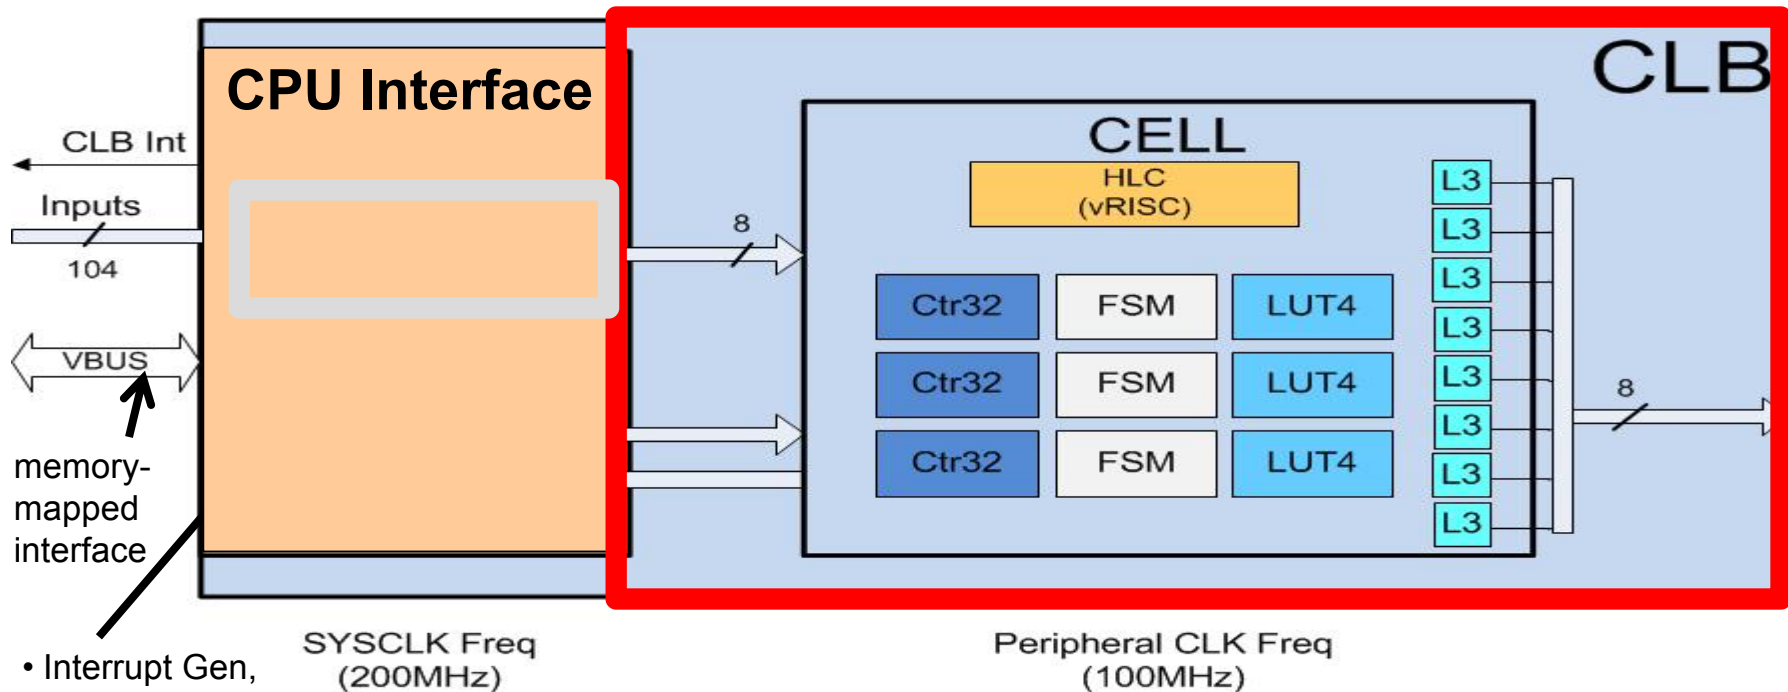 CPU Interface
CLB
CLB Int
Inputs
104
VBUS
memory-
mapped
interface
• Interrupt Gen,
8
CELL
HLC
(vRISC)
Ctr32 FSM LUT4
Ctr32 FSM LUT4
Ctr32 FSM LUT4
L3
L3
L3
L3
L3
L3
L3
L3
8
SYSCLK Freq
(200MHz)
Peripheral CLK Freq
(100MHz)